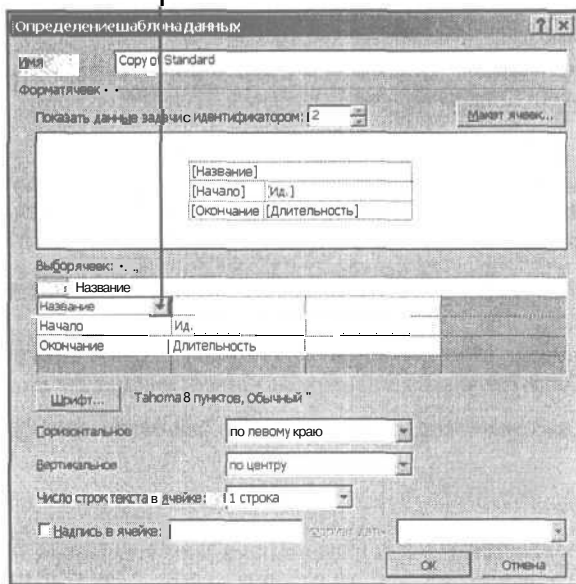 Определение шаблона данных
Имя Copy of Standard
Формат ячеек
Показать данные задачи с идентификатором: 2 Макет ячеек...
[Название]
[Начало] [Ид.]
[Окончание [Длительность]
Выбор ячеек:
Название
Название
Начало Ид.
Окончание Длительность
Шрифт... Tahoma 8 пунктов, Обычный
Горизонтальное по левому краю
Вертикальное по центру
Число строк текста в ячейке: 1 строка
Надпись в ячейке:
ОК Отмена